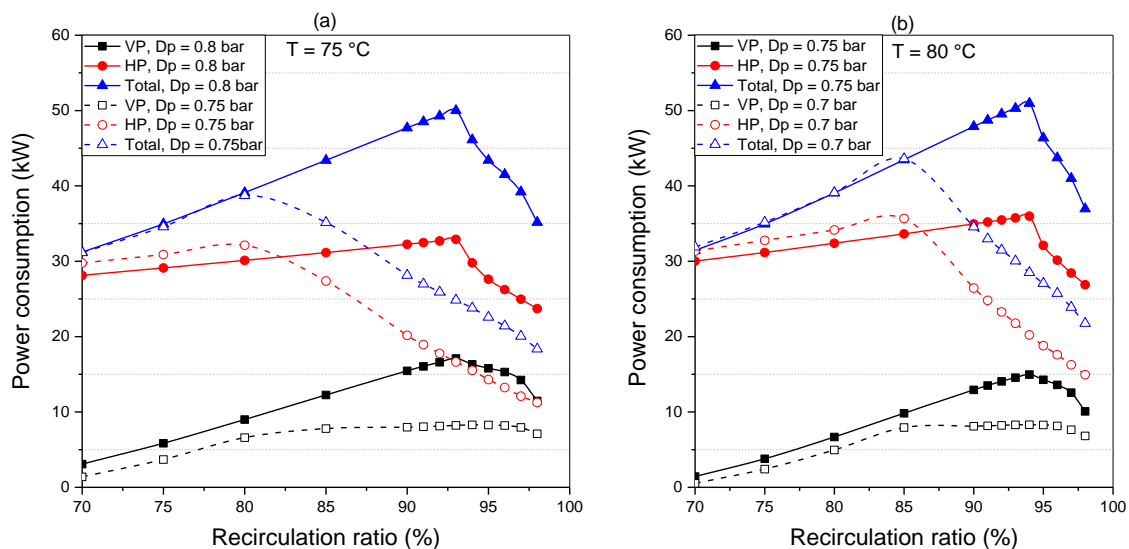 (a)
T = 75 °C
VP, Dp = 0.8 bar
HP, Dp = 0.8 bar
Total, Dp = 0.8 bar
VP, Dp = 0.75 bar
HP, Dp = 0.75 bar
Total, Dp = 0.75bar
Power consumption (kW)
60
50
40
30
20
10
0
70 75 80 85 90 95 100
Recirculation ratio (%)
(b)
T = 80 °C
VP, Dp = 0.75 bar
HP, Dp = 0.75 bar
Total, Dp = 0.75 bar
VP, Dp = 0.7 bar
HP, Dp = 0.7 bar
Total, Dp = 0.7 bar
Power consumption (kW)
60
50
40
30
20
10
0
70 75 80 85 90 95 100
Recirculation ratio (%)